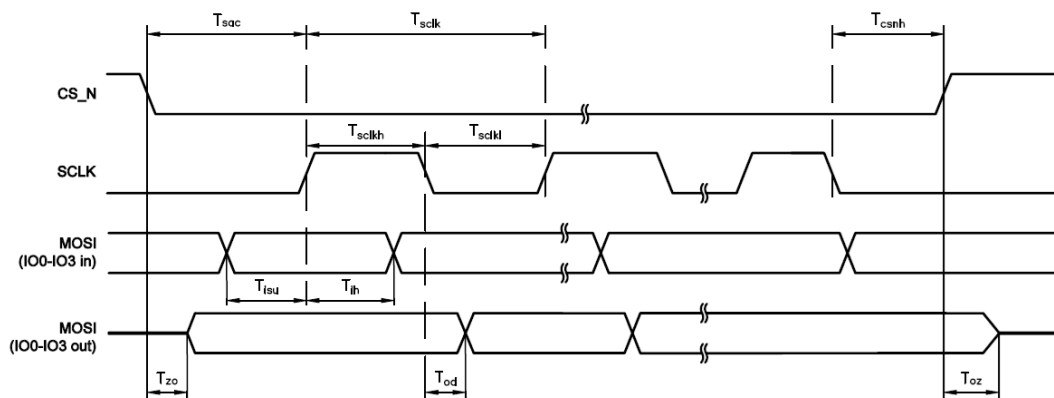 Tsac Tsclk Tcsnh
CS_N
Tsclkh Tsclkl
SCLK
MOSI
(IO0-IO3 in)
Tisu Tih
MOSI
(IO0-IO3 out)
Tzo Tod Toz